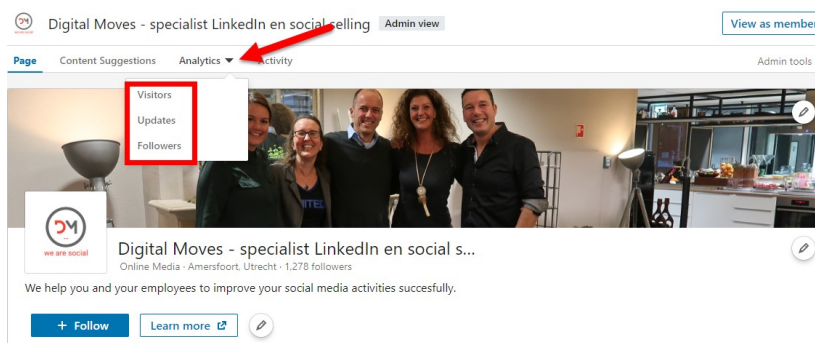 Digital Moves - specialist LinkedIn en social selling Admin view View as member
Page Content Suggestions Analytics Activity Admin tools
Visitors
Updates
Followers
DM
we are social
Digital Moves - specialist LinkedIn en social s...
Online Media · Amersfoort, Utrecht · 1,278 followers
We help you and your employees to improve your social media activities succesfully.
+ Follow Learn more